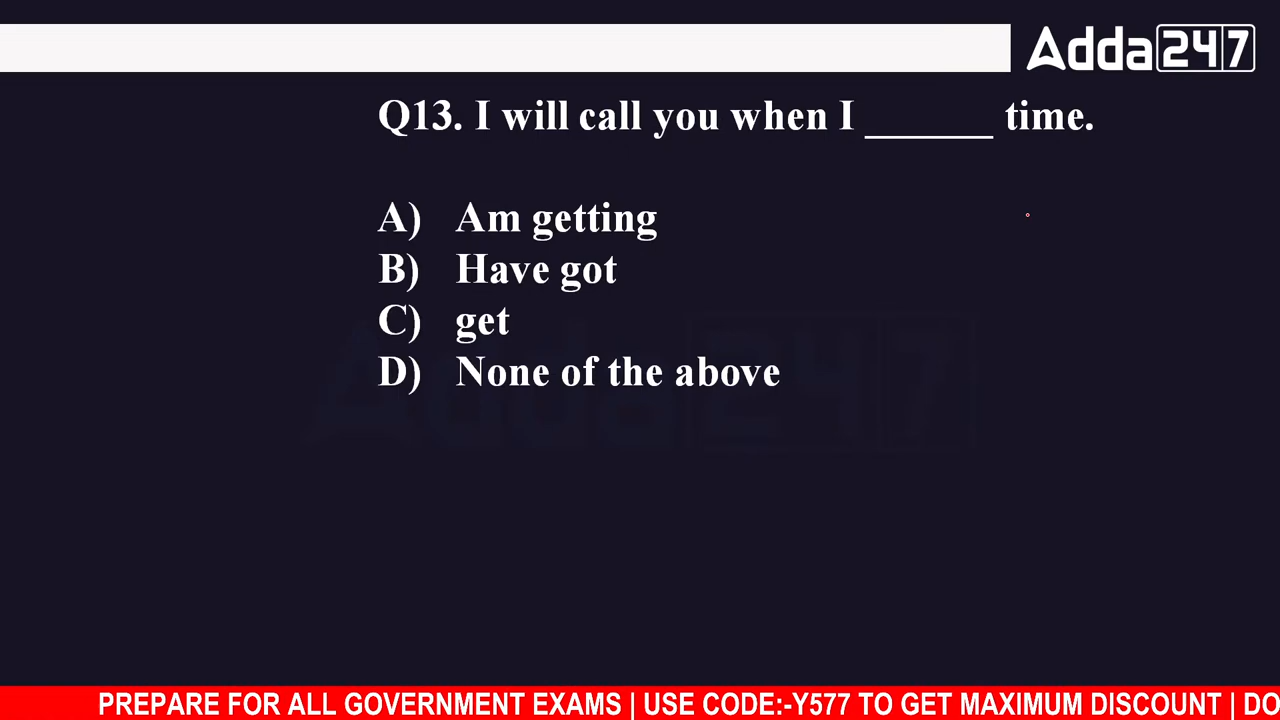 Adda247
Q13. I will call you when I ______ time.
A) Am getting
B) Have got
C) get
D) None of the above
Adda247
PREPARE FOR ALL GOVERNMENT EXAMS | USE CODE:-Y577 TO GET MAXIMUM DISCOUNT | DO